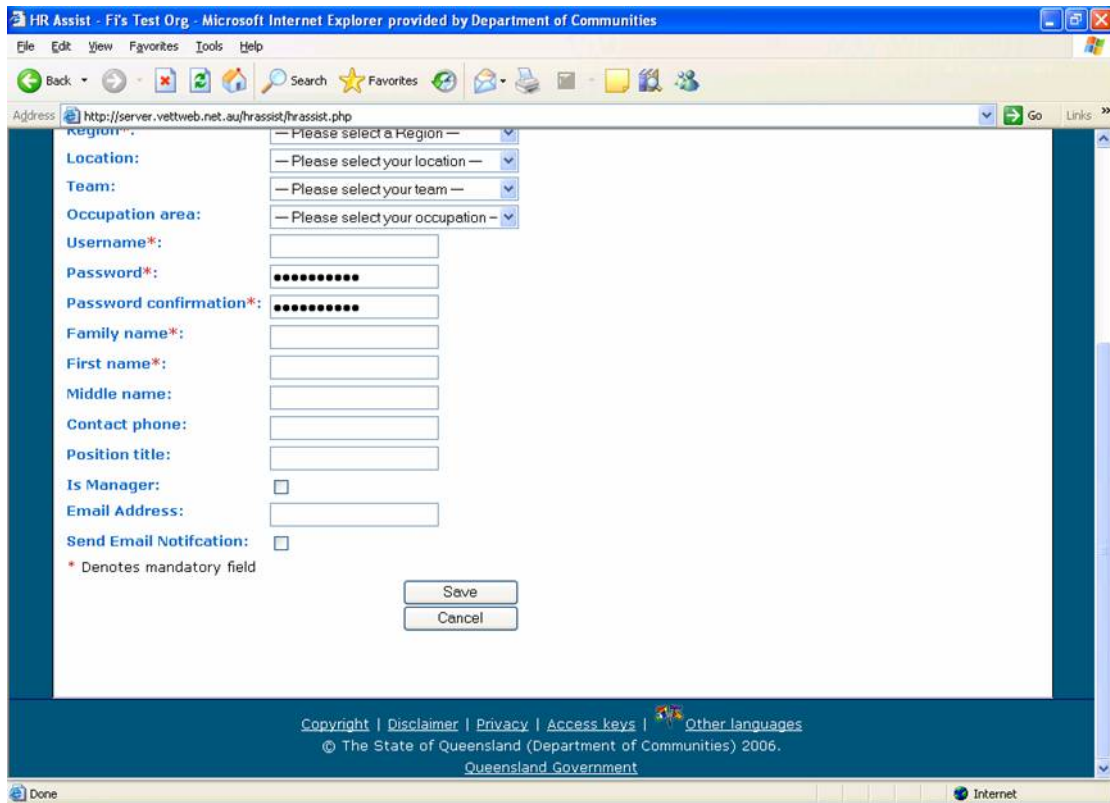 HR Assist - Fi's Test Org - Microsoft Internet Explorer provided by Department of Communities
File Edit View Favorites Tools Help
Back Search Favorites
Address http://server.vettweb.net.au/hrassist/hrassist.php Go Links »
Region*: — Please select a Region —
Location: — Please select your location —
Team: — Please select your team —
Occupation area: — Please select your occupation –
Username*:
Password*: ●●●●●●●●●●
Password confirmation*: ●●●●●●●●●●
Family name*:
First name*:
Middle name:
Contact phone:
Position title:
Is Manager:
Email Address:
Send Email Notifcation:
* Denotes mandatory field
Save
Cancel
Copyright | Disclaimer | Privacy | Access keys | Other languages
© The State of Queensland (Department of Communities) 2006.
Queensland Government
Done Internet